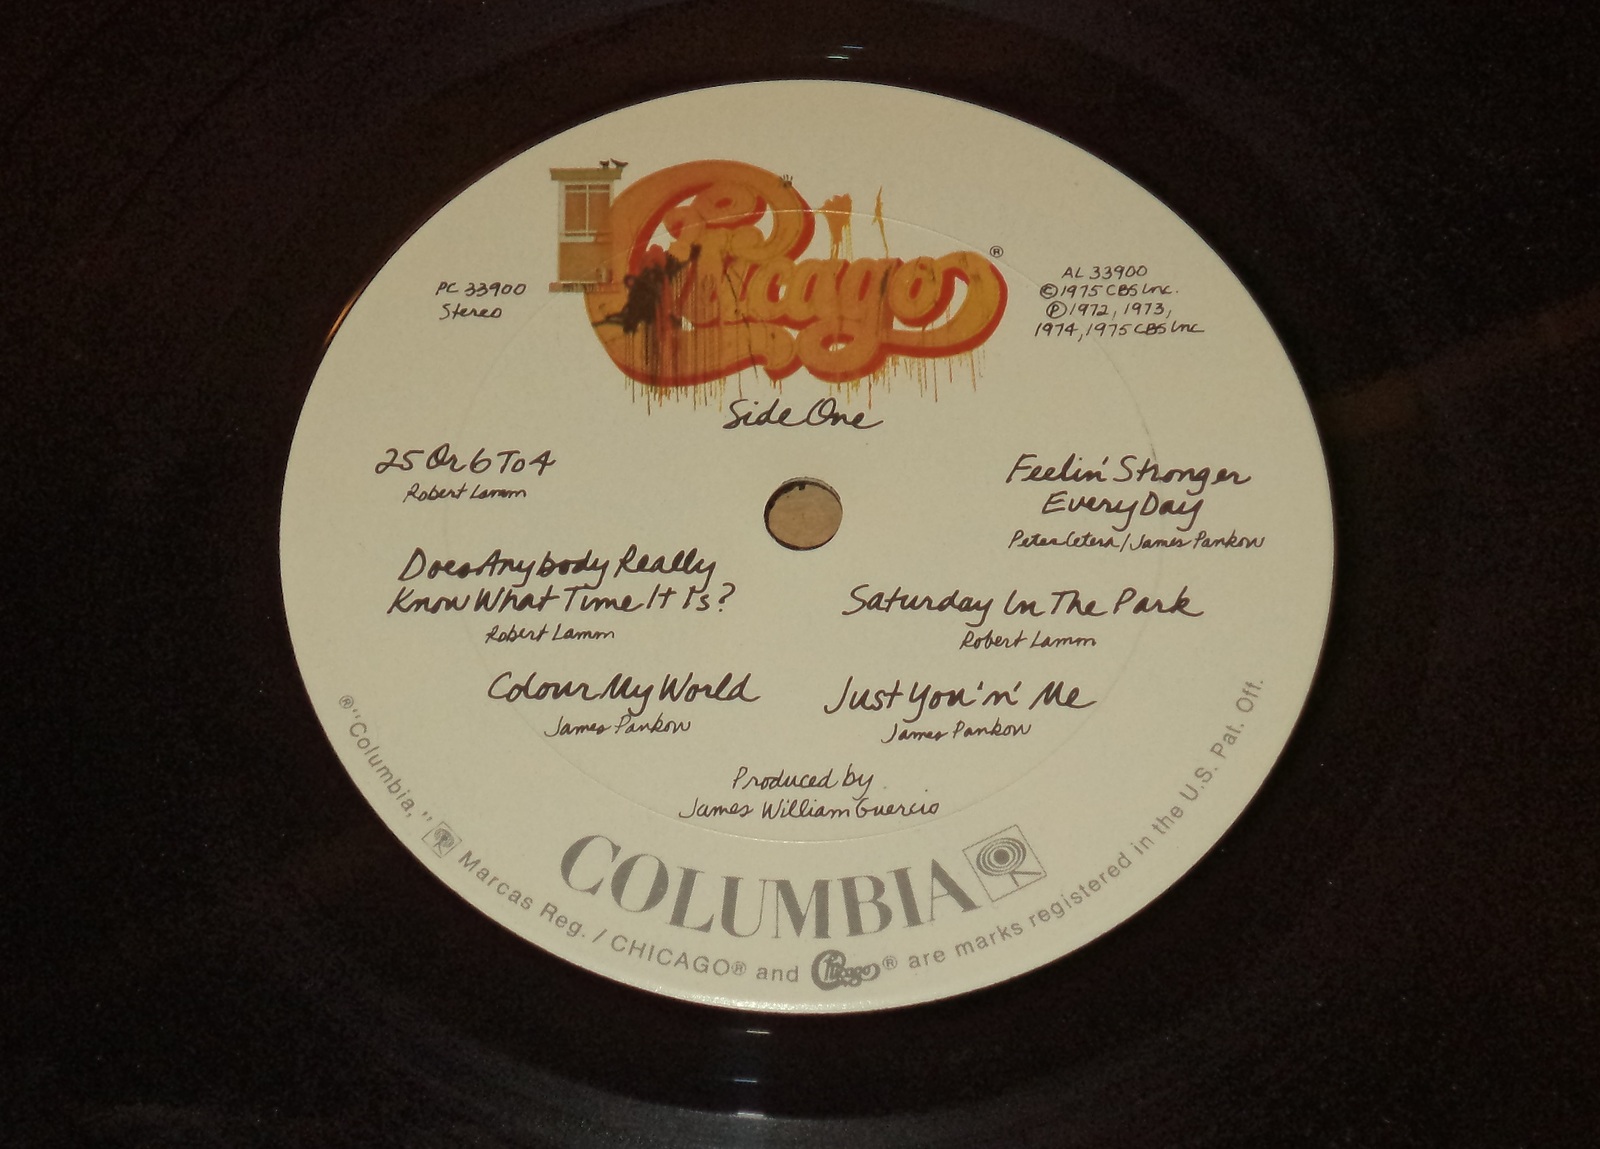 Chicago ®
PC 33900
Stereo
AL 33900
©1975 CBS Inc.
℗1972, 1973,
1974, 1975 CBS Inc
Side One
25 Or 6 To 4
Robert Lamm
Does Anybody Really
Know What Time It Is?
Robert Lamm
Colour My World
James Pankow
Feelin' Stronger
Every Day
Peter Cetera / James Pankow
Saturday In The Park
Robert Lamm
Just You 'n' Me
James Pankow
Produced by
James William Guercio
COLUMBIA
®"Columbia," Marcas Reg. / CHICAGO® and Chicago® are marks registered in the U.S. Pat. Off.